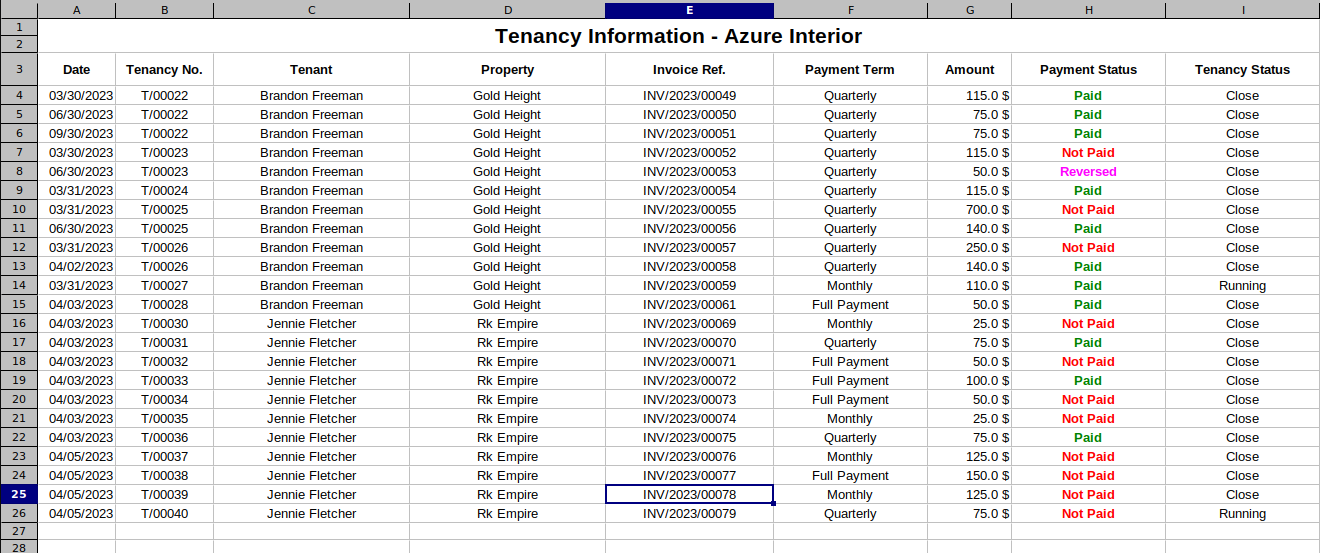 A B C D E F G H I
1 Tenancy Information - Azure Interior
2
3 Date Tenancy No. Tenant Property Invoice Ref. Payment Term Amount Payment Status Tenancy Status
4 03/30/2023 T/00022 Brandon Freeman Gold Height INV/2023/00049 Quarterly 115.0 $ Paid Close
5 06/30/2023 T/00022 Brandon Freeman Gold Height INV/2023/00050 Quarterly 75.0 $ Paid Close
6 09/30/2023 T/00022 Brandon Freeman Gold Height INV/2023/00051 Quarterly 75.0 $ Paid Close
7 03/30/2023 T/00023 Brandon Freeman Gold Height INV/2023/00052 Quarterly 115.0 $ Not Paid Close
8 06/30/2023 T/00023 Brandon Freeman Gold Height INV/2023/00053 Quarterly 50.0 $ Reversed Close
9 03/31/2023 T/00024 Brandon Freeman Gold Height INV/2023/00054 Quarterly 115.0 $ Paid Close
10 03/31/2023 T/00025 Brandon Freeman Gold Height INV/2023/00055 Quarterly 700.0 $ Not Paid Close
11 06/30/2023 T/00025 Brandon Freeman Gold Height INV/2023/00056 Quarterly 140.0 $ Paid Close
12 03/31/2023 T/00026 Brandon Freeman Gold Height INV/2023/00057 Quarterly 250.0 $ Not Paid Close
13 04/02/2023 T/00026 Brandon Freeman Gold Height INV/2023/00058 Quarterly 140.0 $ Paid Close
14 03/31/2023 T/00027 Brandon Freeman Gold Height INV/2023/00059 Monthly 110.0 $ Paid Running
15 04/03/2023 T/00028 Brandon Freeman Gold Height INV/2023/00061 Full Payment 50.0 $ Paid Close
16 04/03/2023 T/00030 Jennie Fletcher Rk Empire INV/2023/00069 Monthly 25.0 $ Not Paid Close
17 04/03/2023 T/00031 Jennie Fletcher Rk Empire INV/2023/00070 Quarterly 75.0 $ Paid Close
18 04/03/2023 T/00032 Jennie Fletcher Rk Empire INV/2023/00071 Full Payment 50.0 $ Not Paid Close
19 04/03/2023 T/00033 Jennie Fletcher Rk Empire INV/2023/00072 Full Payment 100.0 $ Paid Close
20 04/03/2023 T/00034 Jennie Fletcher Rk Empire INV/2023/00073 Full Payment 50.0 $ Not Paid Close
21 04/03/2023 T/00035 Jennie Fletcher Rk Empire INV/2023/00074 Monthly 25.0 $ Not Paid Close
22 04/03/2023 T/00036 Jennie Fletcher Rk Empire INV/2023/00075 Quarterly 75.0 $ Paid Close
23 04/05/2023 T/00037 Jennie Fletcher Rk Empire INV/2023/00076 Monthly 125.0 $ Not Paid Close
24 04/05/2023 T/00038 Jennie Fletcher Rk Empire INV/2023/00077 Full Payment 150.0 $ Not Paid Close
25 04/05/2023 T/00039 Jennie Fletcher Rk Empire INV/2023/00078 Monthly 125.0 $ Not Paid Close
26 04/05/2023 T/00040 Jennie Fletcher Rk Empire INV/2023/00079 Quarterly 75.0 $ Not Paid Running
27
28